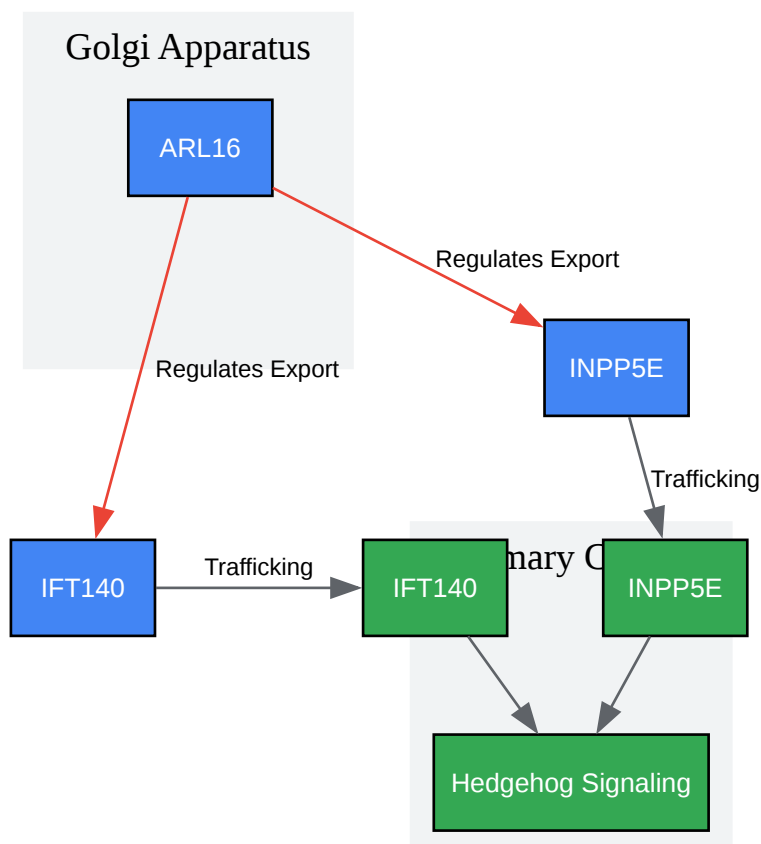 Golgi Apparatus
ARL16
Regulates Export
Regulates Export
INPP5E
Trafficking
Trafficking
IFT140
IFT140
INPP5E
Hedgehog Signaling